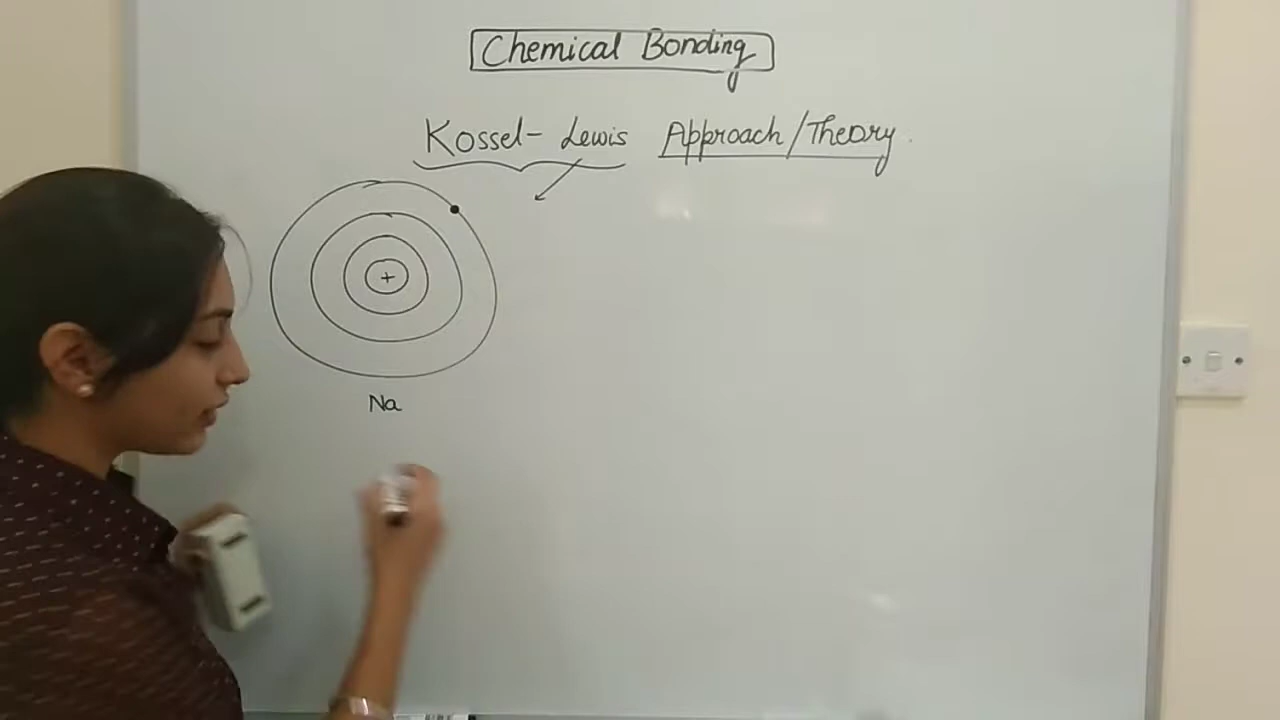 Chemical Bonding
Kossel- Lewis Approach/Theory.
+
Na